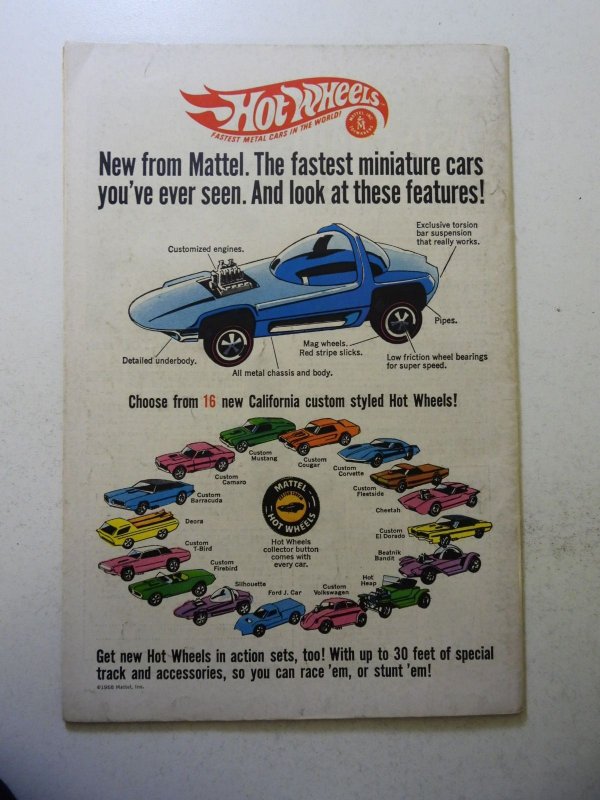 Hot Wheels
FASTEST METAL CARS IN THE WORLD!
MATTEL, INC.
M
TOYMAKERS
New from Mattel. The fastest miniature cars
you've ever seen. And look at these features!
Exclusive torsion
bar suspension
that really works.
Customized engines.
Pipes.
Mag wheels.
Red stripe slicks.
Detailed underbody.
Low friction wheel bearings
for super speed.
All metal chassis and body.
Choose from 16 new California custom styled Hot Wheels!
Custom
Mustang
Custom
Cougar
Custom
Camaro
Custom
Corvette
Custom
Barracuda
Custom
Fleetside
Cheetah
Deora
MATTEL
HOT WHEELS
Hot Wheels
collector button
comes with
every car.
Custom
El Dorado
Custom
T-Bird
Beatnik
Bandit
Custom
Firebird
Silhouette
Ford J. Car
Custom
Volkswagen
Hot
Heap
Get new Hot Wheels in action sets, too! With up to 30 feet of special
track and accessories, so you can race 'em, or stunt 'em!
©1968 Mattel, Inc.